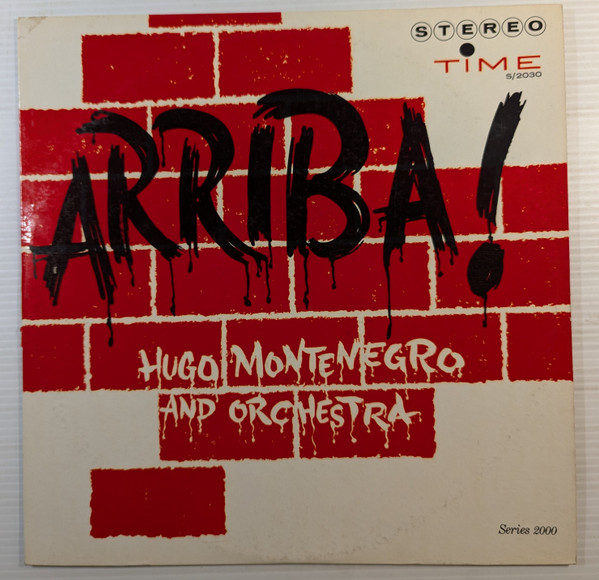 STEREO
TIME
S/2030
ARRIBA!
HUGO MONTENEGRO
AND ORCHESTRA
Series 2000